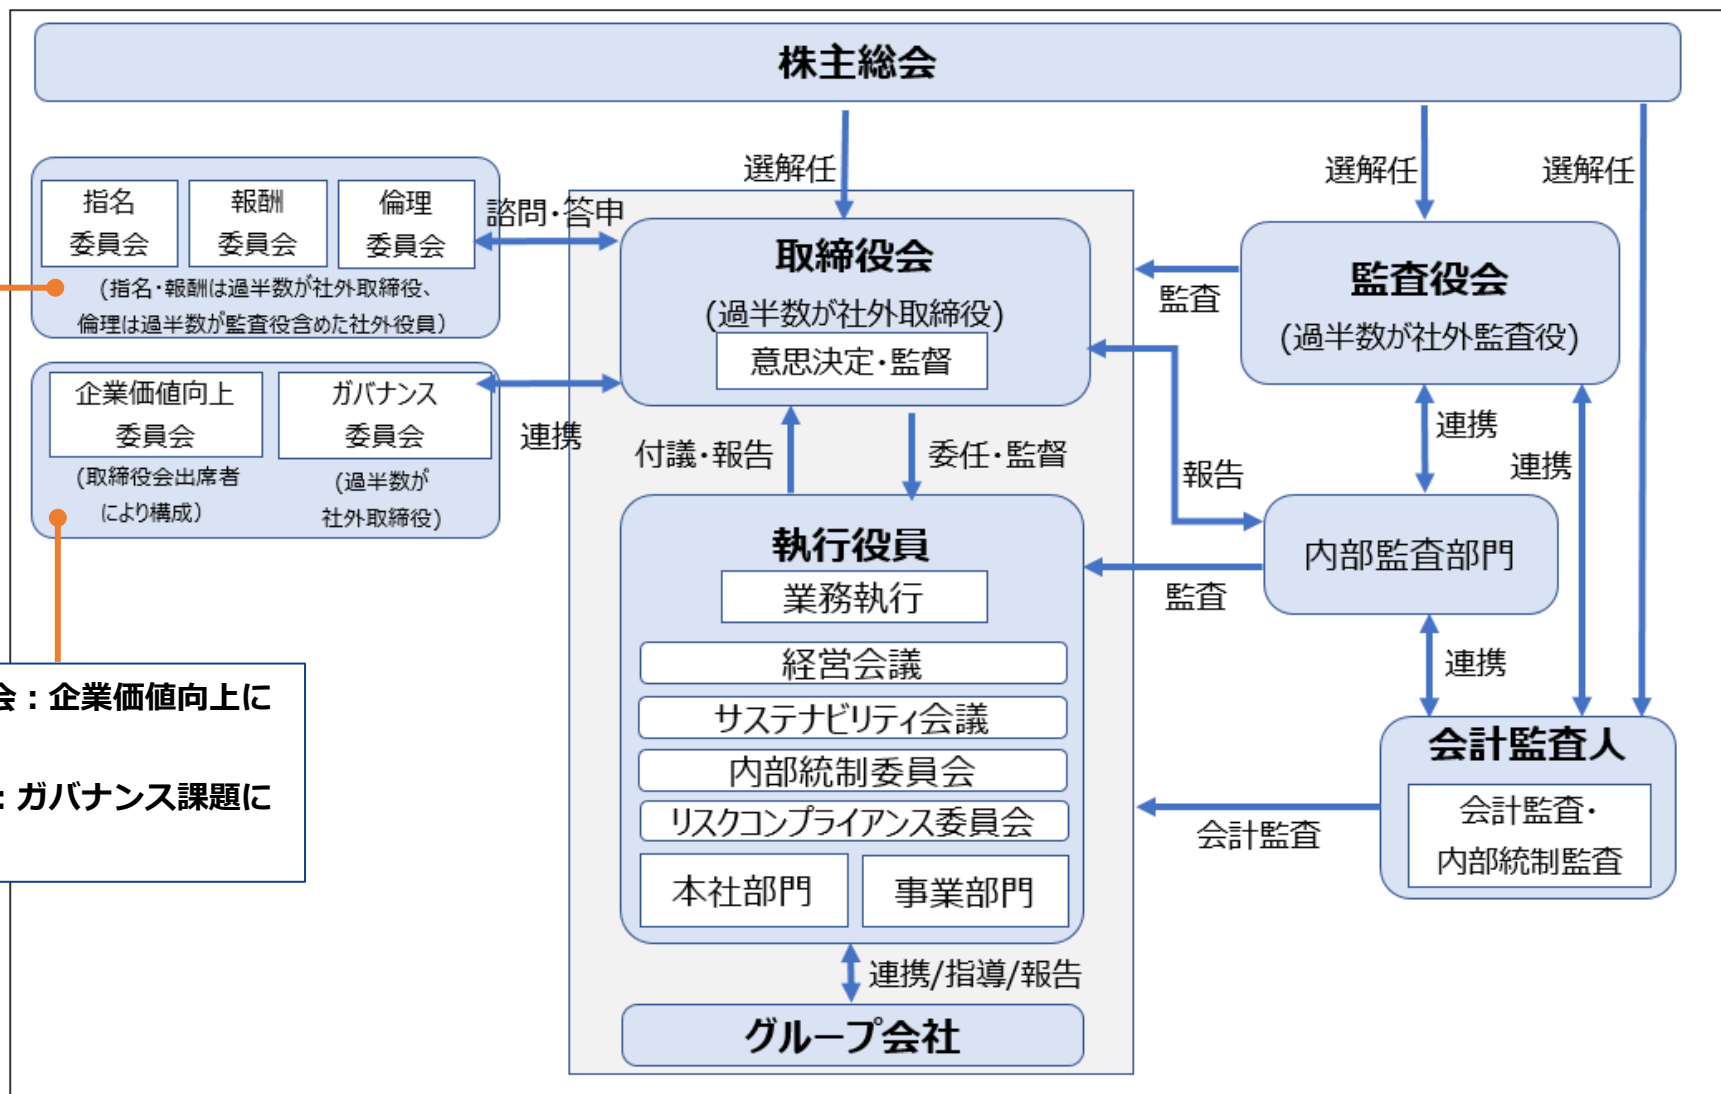 株主総会
選解任
選解任
選解任
指名
委員会
報酬
委員会
倫理
委員会
(指名・報酬は過半数が社外取締役、
倫理は過半数が監査役含めた社外役員)
諮問・答申
取締役会
(過半数が社外取締役)
意思決定・監督
監査
監査役会
(過半数が社外監査役)
企業価値向上
委員会
(取締役会出席者
により構成)
ガバナンス
委員会
(過半数が
社外取締役)
連携
付議・報告
委任・監督
報告
連携
連携
執行役員
業務執行
経営会議
サステナビリティ会議
内部統制委員会
リスクコンプライアンス委員会
本社部門
事業部門
監査
内部監査部門
連携
会：企業価値向上に
：ガバナンス課題に
会計監査
会計監査人
会計監査・
内部統制監査
連携/指導/報告
グループ会社